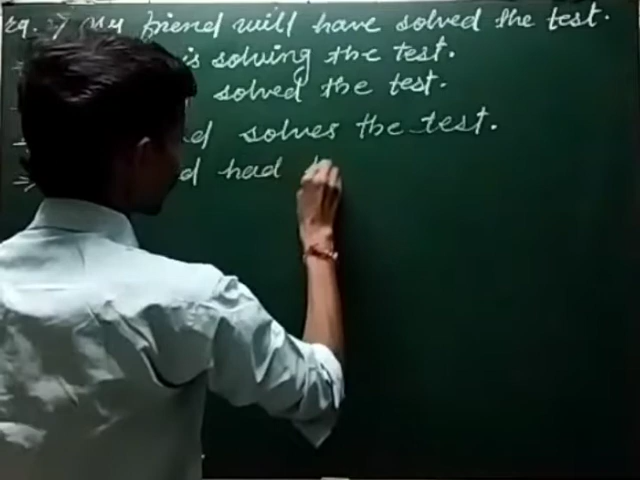 eg. → My friend will have solved the test.
is solving the test.
solved the test.
solves the test.
had